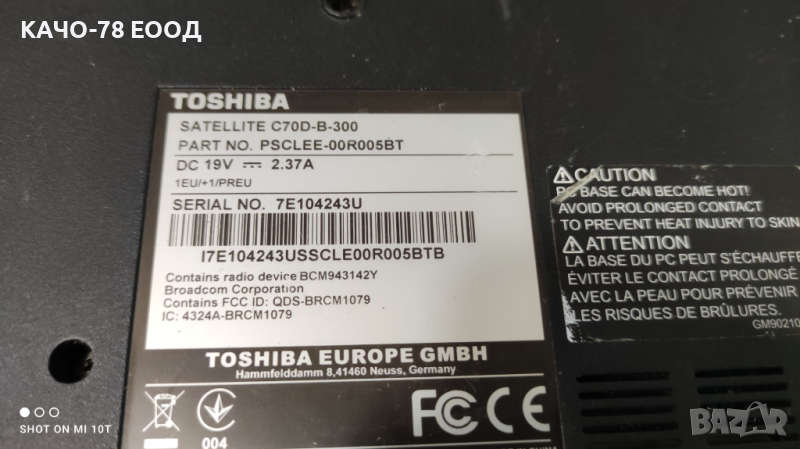 КАЧО-78 ЕООД
TOSHIBA
SATELLITE C70D-B-300
PART NO. PSCLEE-00R005BT
DC 19V 2.37A
1EU/+1/PREU
SERIAL NO. 7E104243U
I7E104243USSCLE00R005BTB
Contains radio device BCM943142Y
Broadcom Corporation
Contains FCC ID: QDS-BRCM1079
IC: 4324A-BRCM1079
TOSHIBA EUROPE GMBH
Hammfelddamm 8,41460 Neuss, Germany
004
FC CE
CAUTION
PC BASE CAN BECOME HOT!
AVOID PROLONGED CONTACT
TO PREVENT HEAT INJURY TO SKIN
ATTENTION
LA BASE DU PC PEUT S'ÉCHAUFFE
ÉVITER LE CONTACT PROLONGÉ
AVEC LA PEAU POUR PRÉVENIR
LES RISQUES DE BRÛLURES.
GM90210
SHOT ON MI 10T
BAZAR